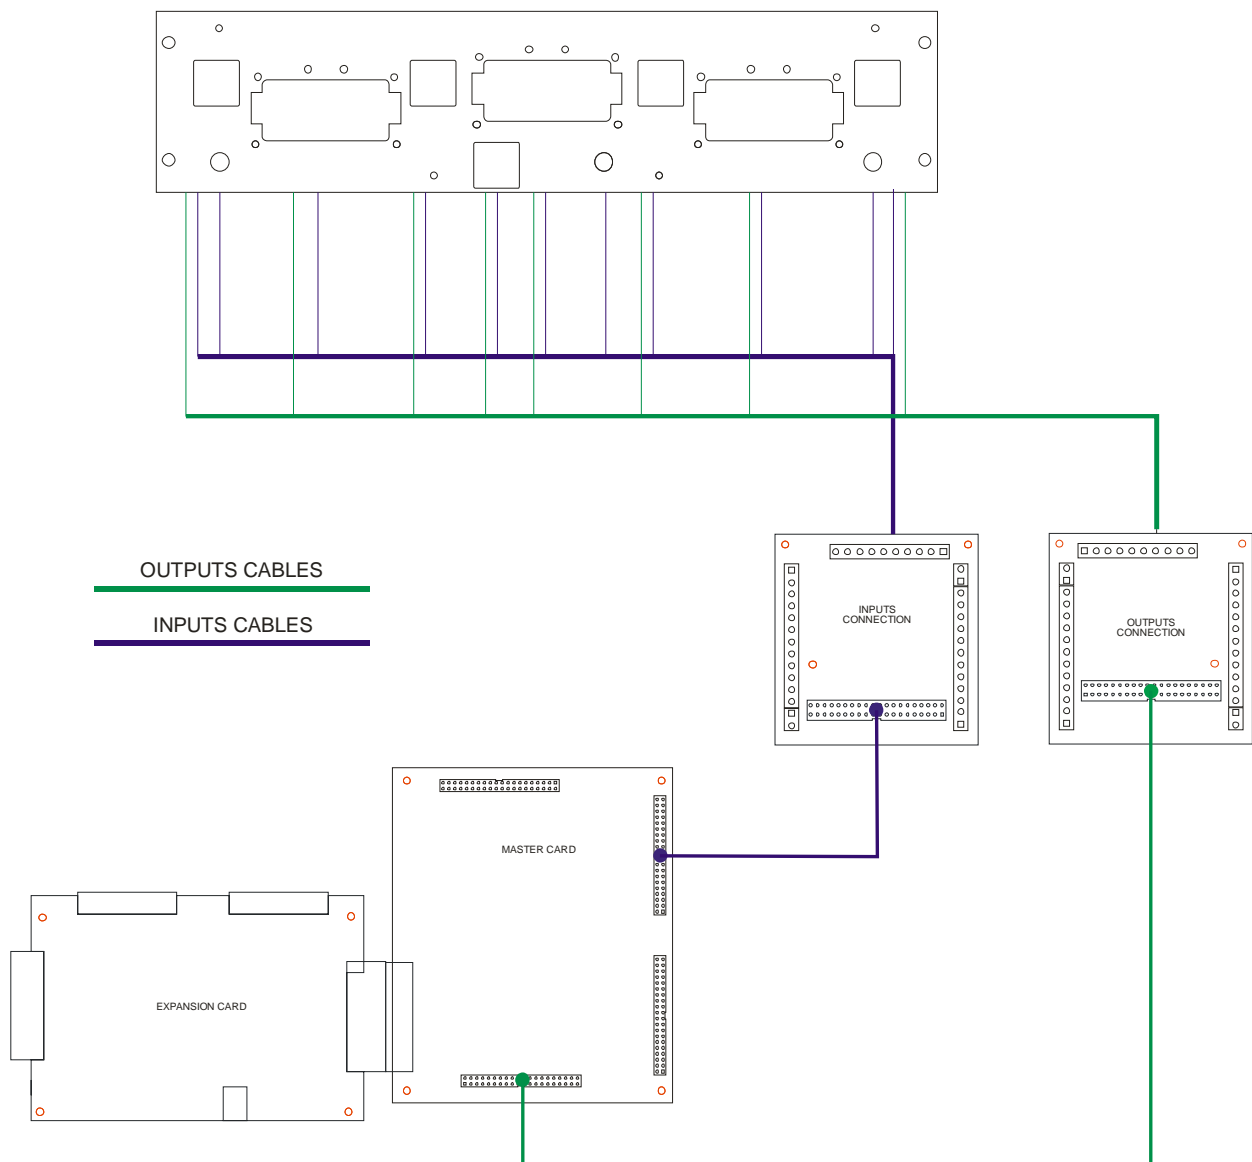 OUTPUTS CABLES
INPUTS CABLES
INPUTS
CONNECTION
OUTPUTS
CONNECTION
MASTER CARD
EXPANSION CARD